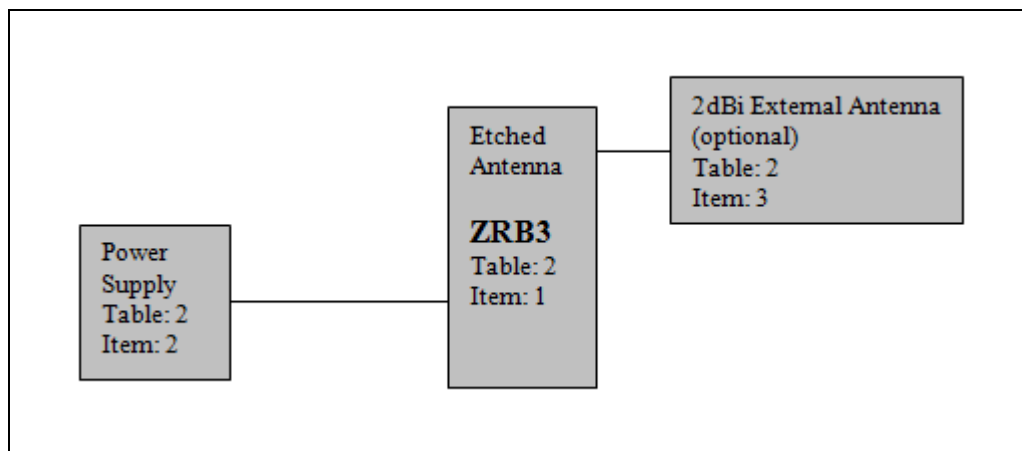 Power
Supply
Table: 2
Item: 2
Etched
Antenna
ZRB3
Table: 2
Item: 1
2dBi External Antenna
(optional)
Table: 2
Item: 3